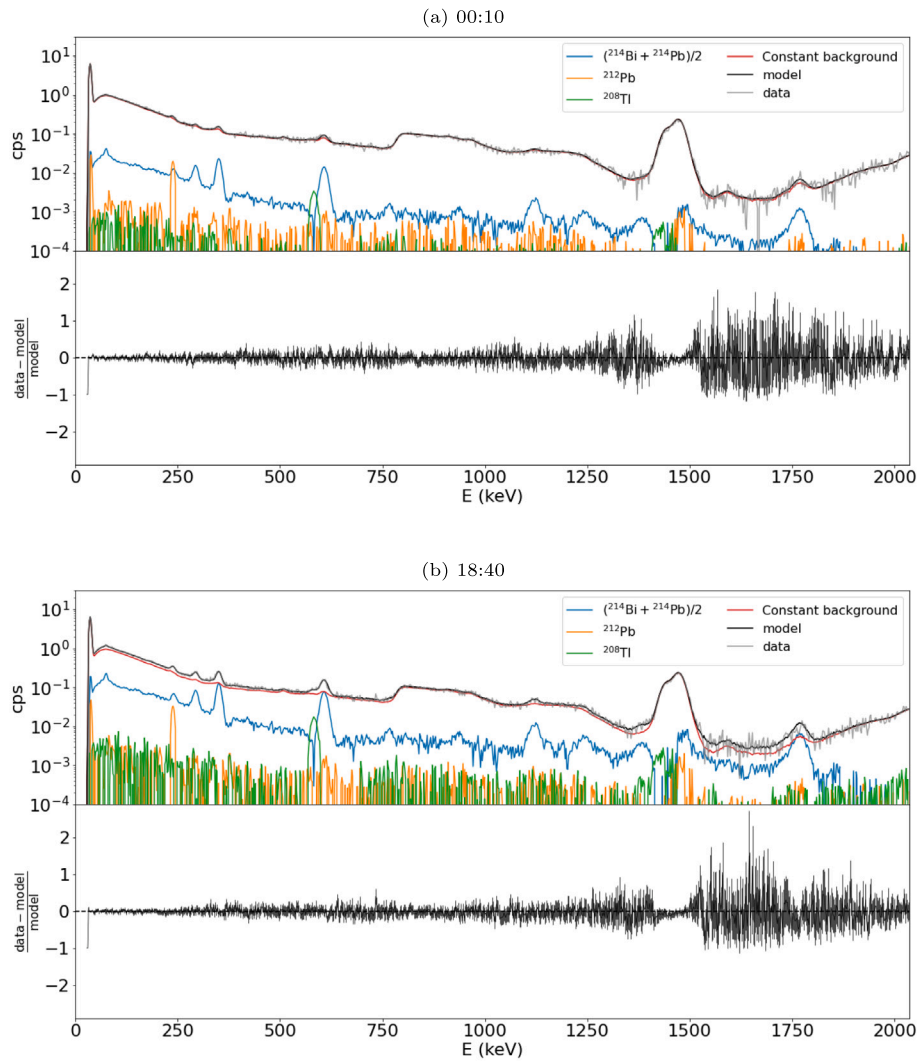 (a) 00:10
10¹
10⁰
10⁻¹
10⁻²
10⁻³
10⁻⁴
cps
(²¹⁴Bi + ²¹⁴Pb)/2
²¹²Pb
²⁰⁸Tl
Constant background
model
data
2
1
0
−1
−2
data − model
model
0 250 500 750 1000 1250 1500 1750 2000
E (keV)
(b) 18:40
10¹
10⁰
10⁻¹
10⁻²
10⁻³
10⁻⁴
cps
(²¹⁴Bi + ²¹⁴Pb)/2
²¹²Pb
²⁰⁸Tl
Constant background
model
data
2
1
0
−1
−2
data − model
model
0 250 500 750 1000 1250 1500 1750 2000
E (keV)